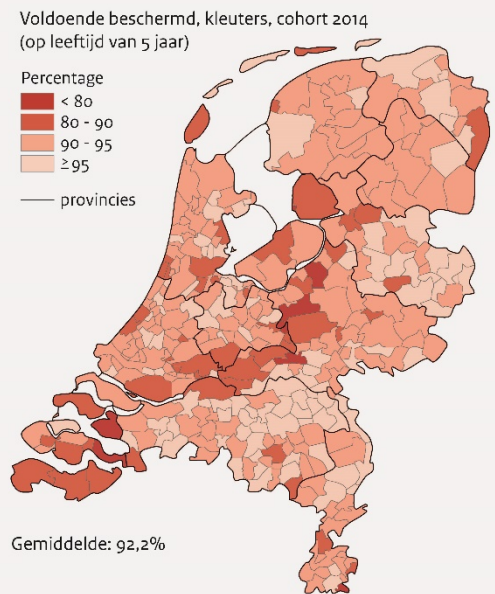 Voldoende beschermd, kleuters, cohort 2014
(op leeftijd van 5 jaar)
Percentage
< 80
80 - 90
90 - 95
≥95
provincies
Gemiddelde: 92,2%